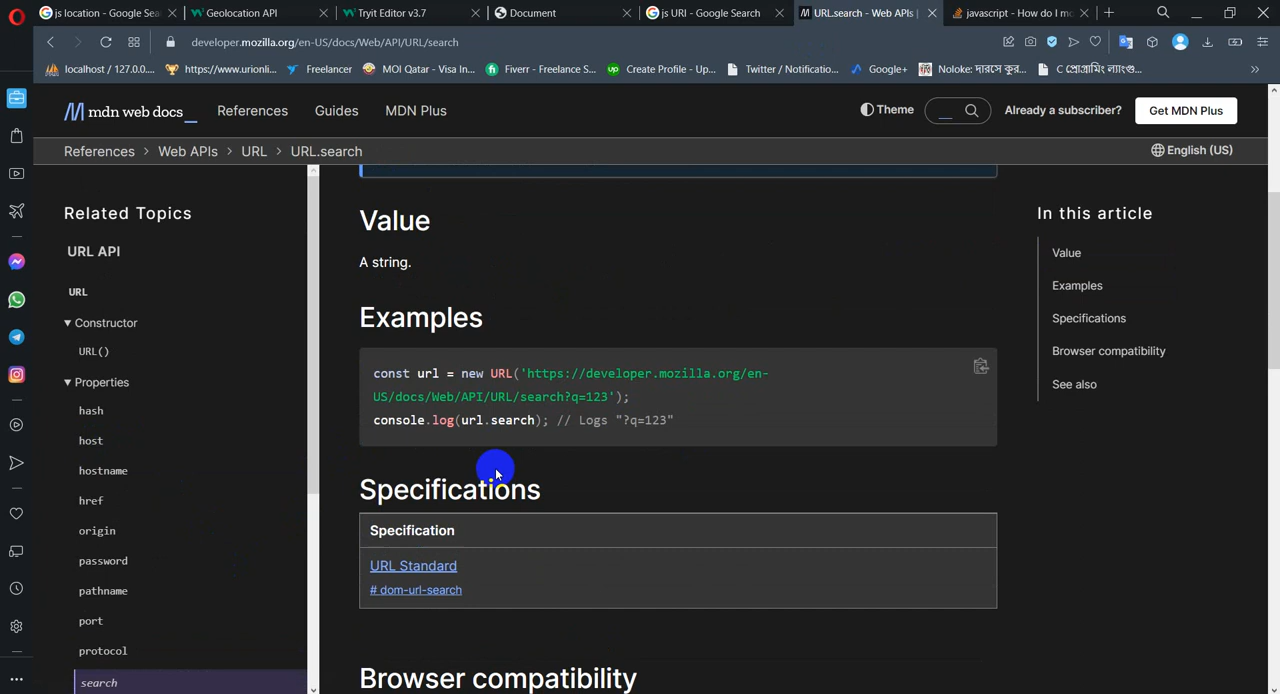 js location - Google Sea
Geolocation API
Tryit Editor v3.7
Document
js URI - Google Search
URL.search - Web APIs |
javascript - How do I m
developer.mozilla.org/en-US/docs/Web/API/URL/search
localhost / 127.0.0....
https://www.urionli...
Freelancer
MOI Qatar - Visa In...
Fiverr - Freelance S...
Create Profile - Up...
Twitter / Notificatio...
Google+
Noloke: দারসে কুর...
C প্রোগ্রামিং ল্যাংগু...
mdn web docs
References
Guides
MDN Plus
Theme
Already a subscriber?
Get MDN Plus
References > Web APIs > URL > URL.search
English (US)
Related Topics
URL API
URL
Constructor
URL()
Properties
hash
host
hostname
href
origin
password
pathname
port
protocol
search
Value
A string.
Examples
const url = new URL('https://developer.mozilla.org/en-
US/docs/Web/API/URL/search?q=123');
console.log(url.search); // Logs "?q=123"
Specifications
Specification
URL Standard
# dom-url-search
Browser compatibility
In this article
Value
Examples
Specifications
Browser compatibility
See also